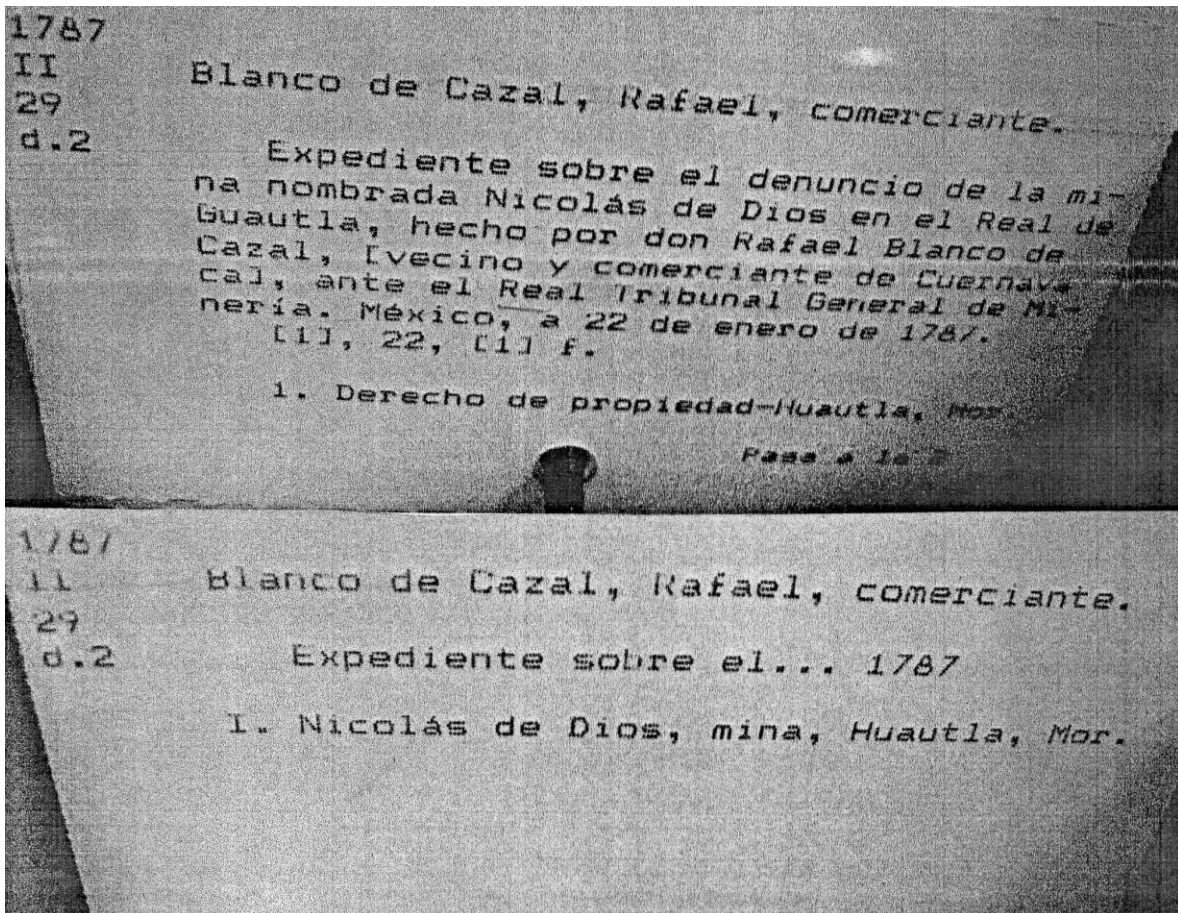 1787
II
29
d.2
Blanco de Cazal, Rafael, comerciante.
Expediente sobre el denuncio de la mi-
na nombrada Nicolás de Dios en el Real de
Guautla, hecho por don Rafael Blanco de
Cazal, [vecino y comerciante de Cuernava
ca], ante el Real Tribunal General de Mi-
nería. México, a 22 de enero de 1787.
[1], 22, [1] f.
1. Derecho de propiedad-Huautla, Mor.
Pasa a la 2
1787
II
29
d.2
Blanco de Cazal, Rafael, comerciante.
Expediente sobre el... 1787
I. Nicolás de Dios, mina, Huautla, Mor.